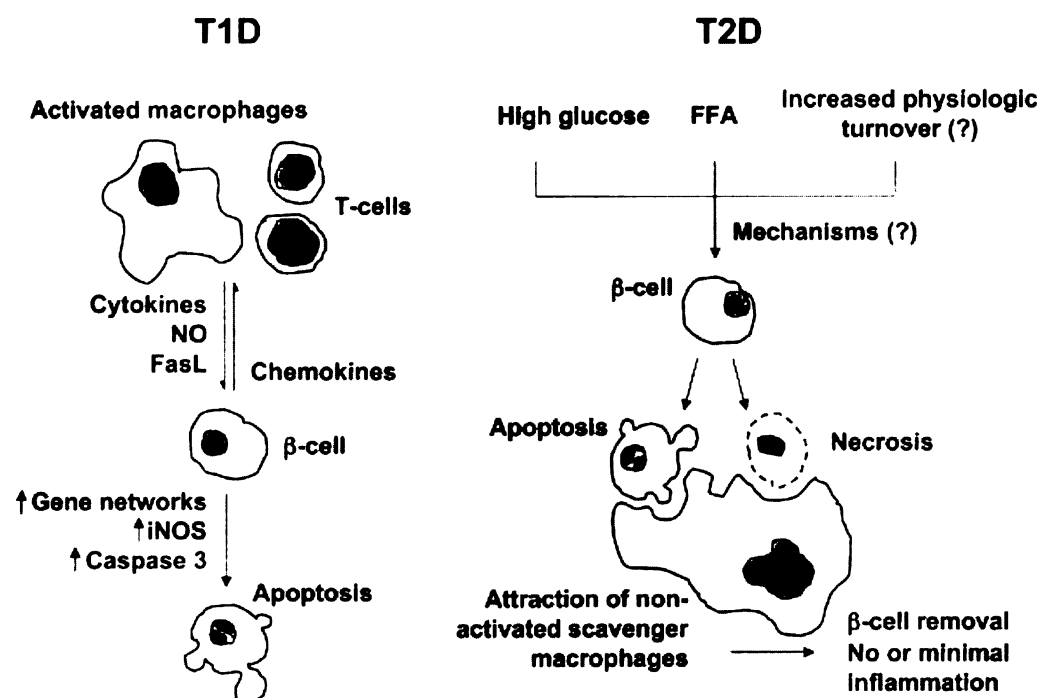 T1D
Activated macrophages
T-cells
Cytokines
NO
FasL
Chemokines
β-cell
↑Gene networks
↑iNOS
↑Caspase 3
Apoptosis
T2D
High glucose
FFA
Increased physiologic
turnover (?)
Mechanisms (?)
β-cell
Apoptosis
Necrosis
Attraction of non-
activated scavenger
macrophages
β-cell removal
No or minimal
inflammation